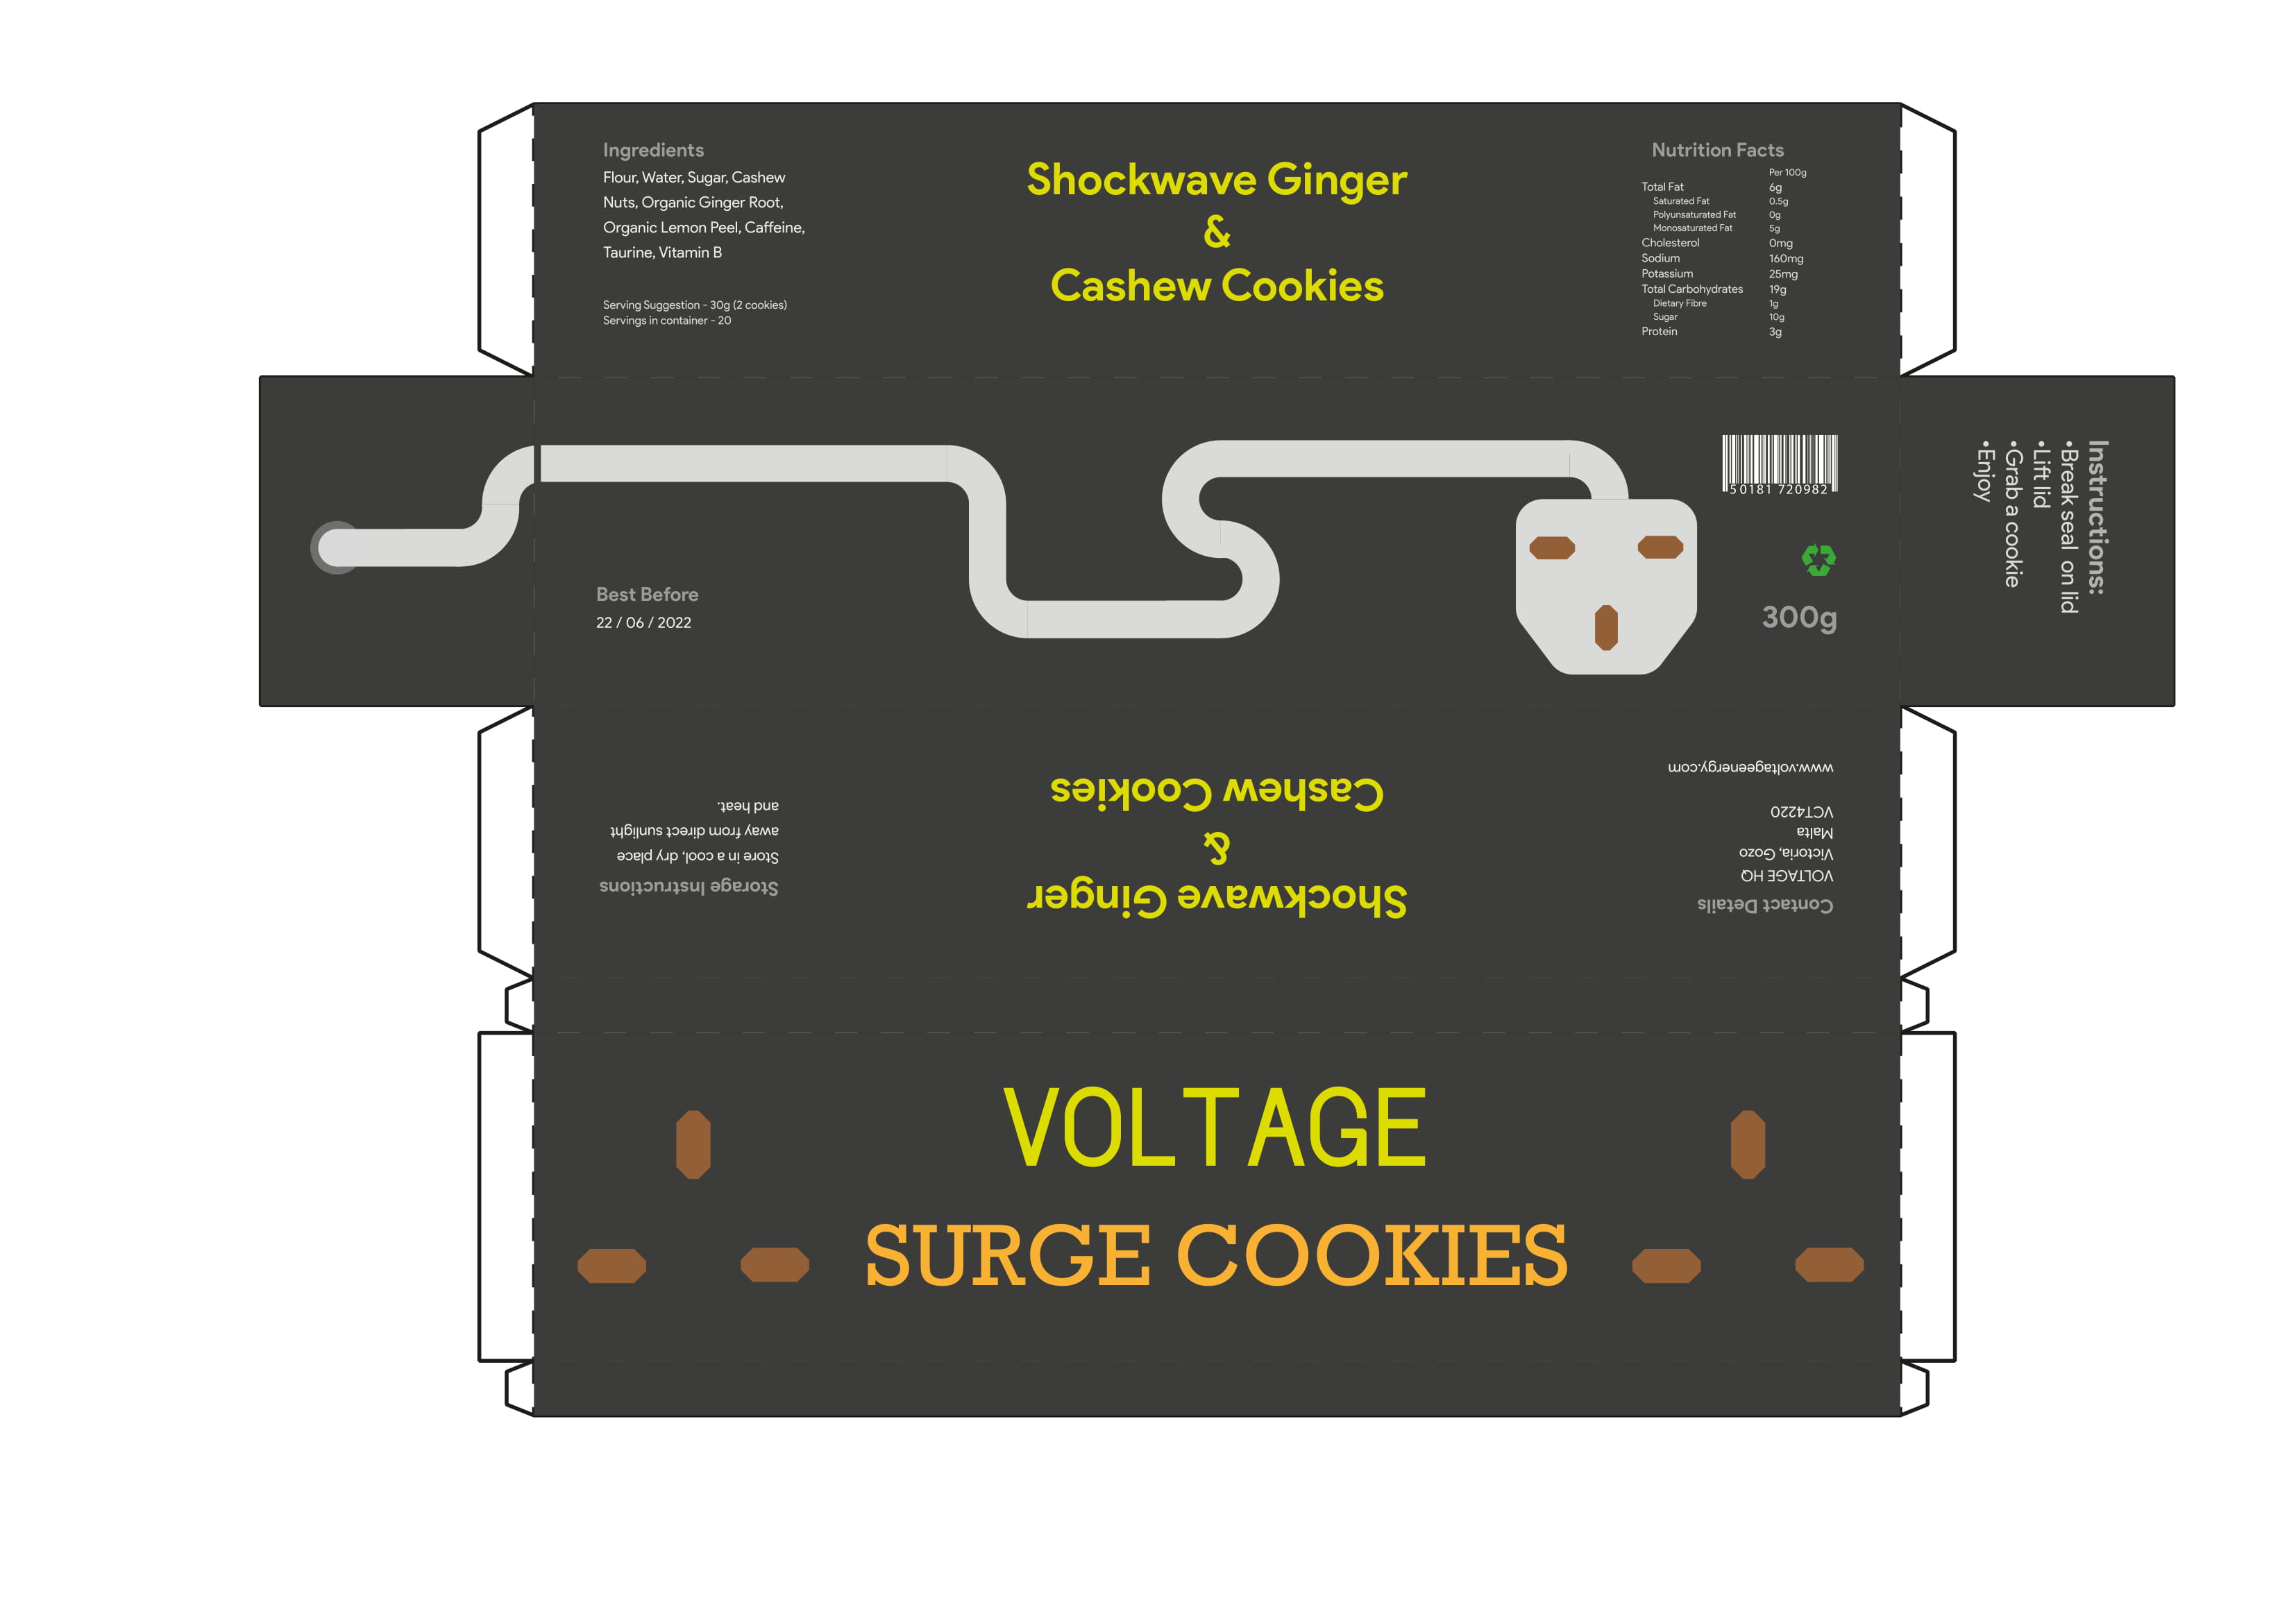 Ingredients
Flour, Water, Sugar, Cashew
Nuts, Organic Ginger Root,
Organic Lemon Peel, Caffeine,
Taurine, Vitamin B
Serving Suggestion - 30g (2 cookies)
Servings in container - 20
Shockwave Ginger
&
Cashew Cookies
Nutrition Facts
Per 100g
Total Fat 6g
Saturated Fat 0.5g
Polyunsaturated Fat 0g
Monosaturated Fat 5g
Cholesterol 0mg
Sodium 160mg
Potassium 25mg
Total Carbohydrates 19g
Dietary Fibre 1g
Sugar 10g
Protein 3g
Best Before
22 / 06 / 2022
5 0181 720982
300g
Instructions:
•Break seal on lid
•Lift lid
•Grab a cookie
•Enjoy
Storage Instructions
Store in a cool, dry place
away from direct sunlight
and heat.
Shockwave Ginger
&
Cashew Cookies
Contact Details
VOLTAGE HQ
Victoria, Gozo
Malta
VCT4220
www.voltageenergy.com
VOLTAGE
SURGE COOKIES